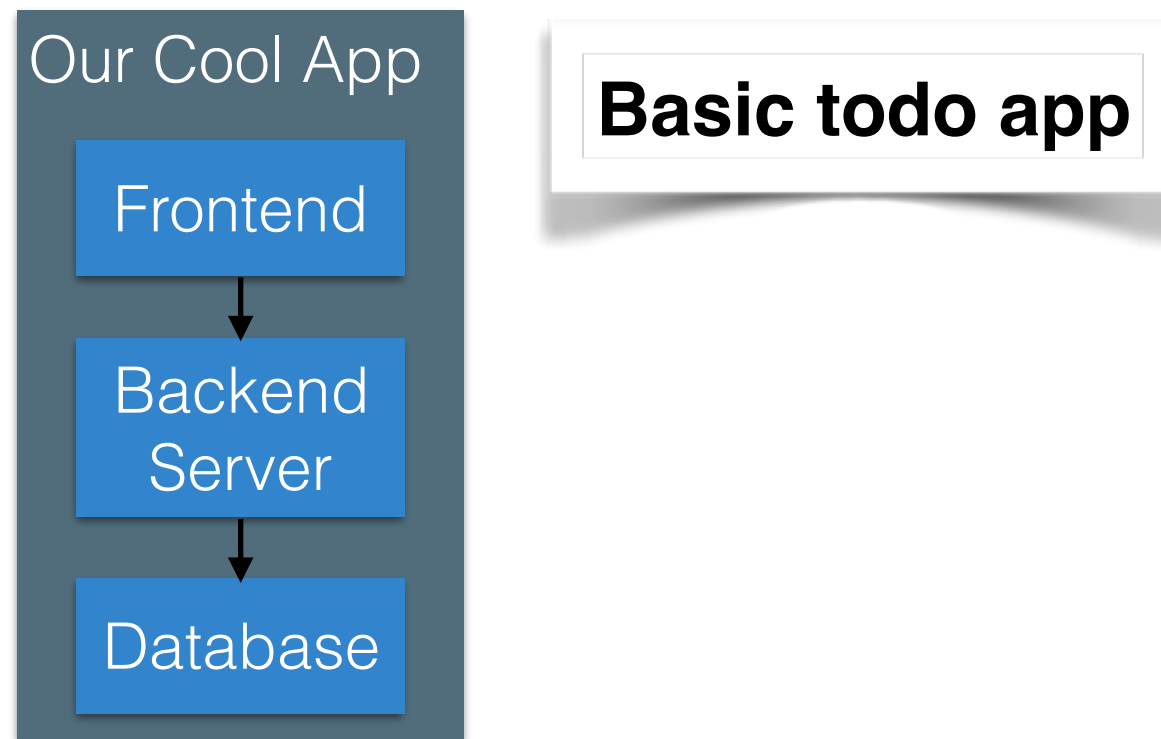 Our Cool App
Frontend
Backend
Server
Database
Basic todo app